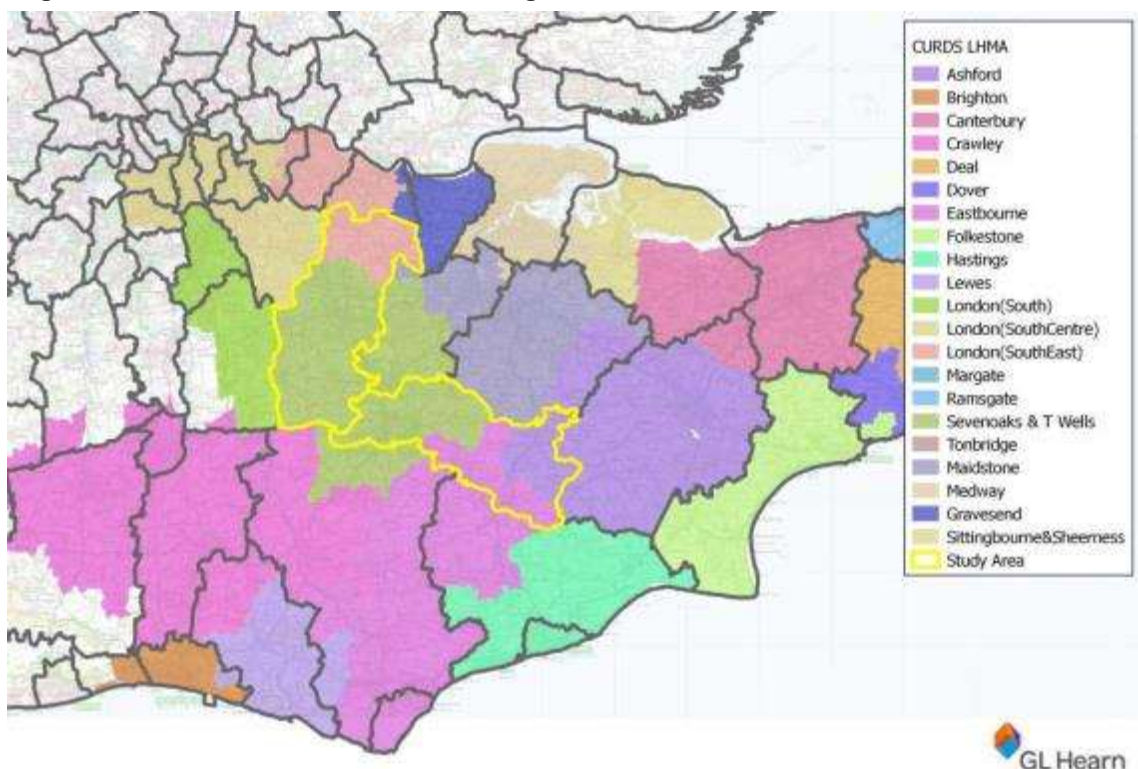 CURDS LHMA
Ashford
Brighton
Canterbury
Crawley
Deal
Dover
Eastbourne
Folkestone
Hastings
Lewes
London(South)
London(SouthCentre)
London(SouthEast)
Margate
Ramsgate
Sevenoaks & T Wells
Tonbridge
Maidstone
Medway
Gravesend
Sittingbourne&Sheerness
Study Area
GL Hearn